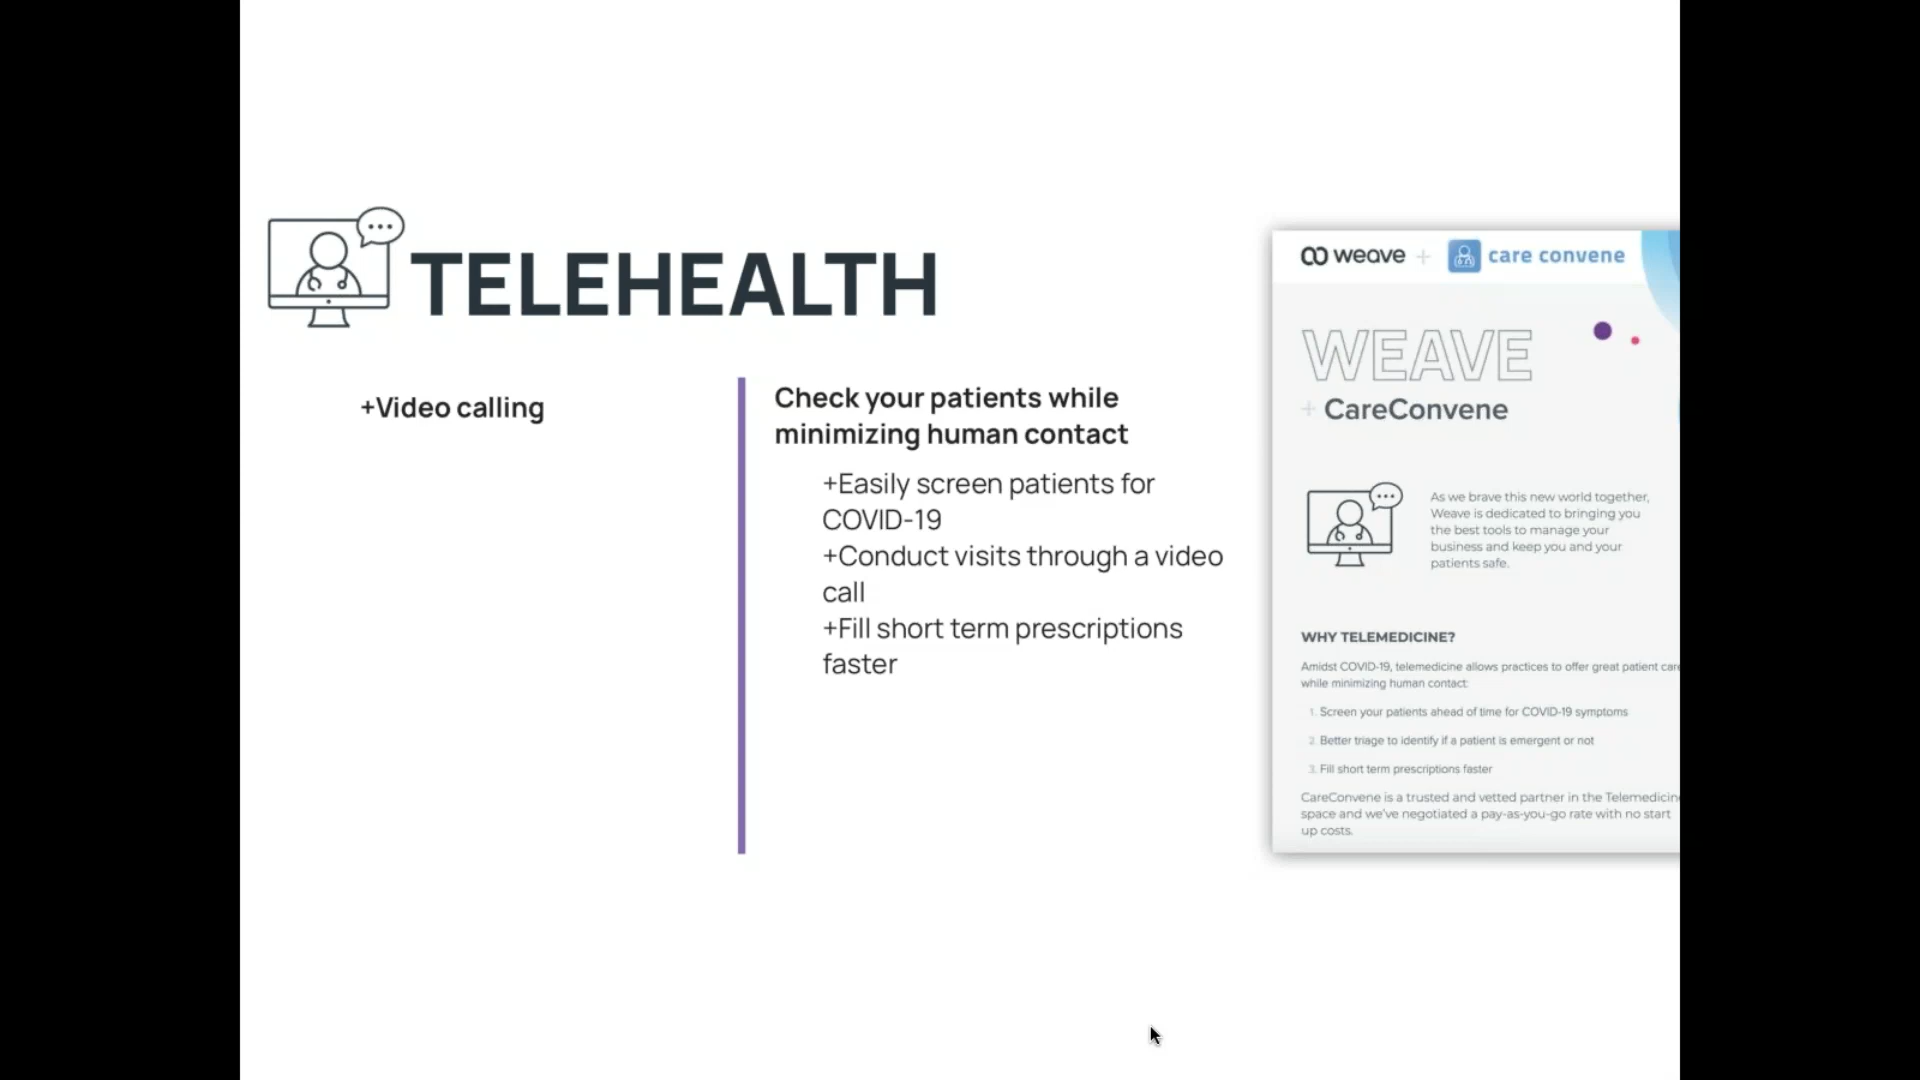 TELEHEALTH
+Video calling
Check your patients while
minimizing human contact
+Easily screen patients for
COVID-19
+Conduct visits through a video
call
+Fill short term prescriptions
faster
weave + care convene
WEAVE
+ CareConvene
As we brave this new world together,
Weave is dedicated to bringing you
the best tools to manage your
business and keep you and your
patients safe.
WHY TELEMEDICINE?
Amidst COVID-19, telemedicine allows practices to offer great patient care
while minimizing human contact:
1. Screen your patients ahead of time for COVID-19 symptoms
2. Better triage to identify if a patient is emergent or not
3. Fill short term prescriptions faster
CareConvene is a trusted and vetted partner in the Telemedicin
space and we've negotiated a pay-as-you-go rate with no start
up costs.